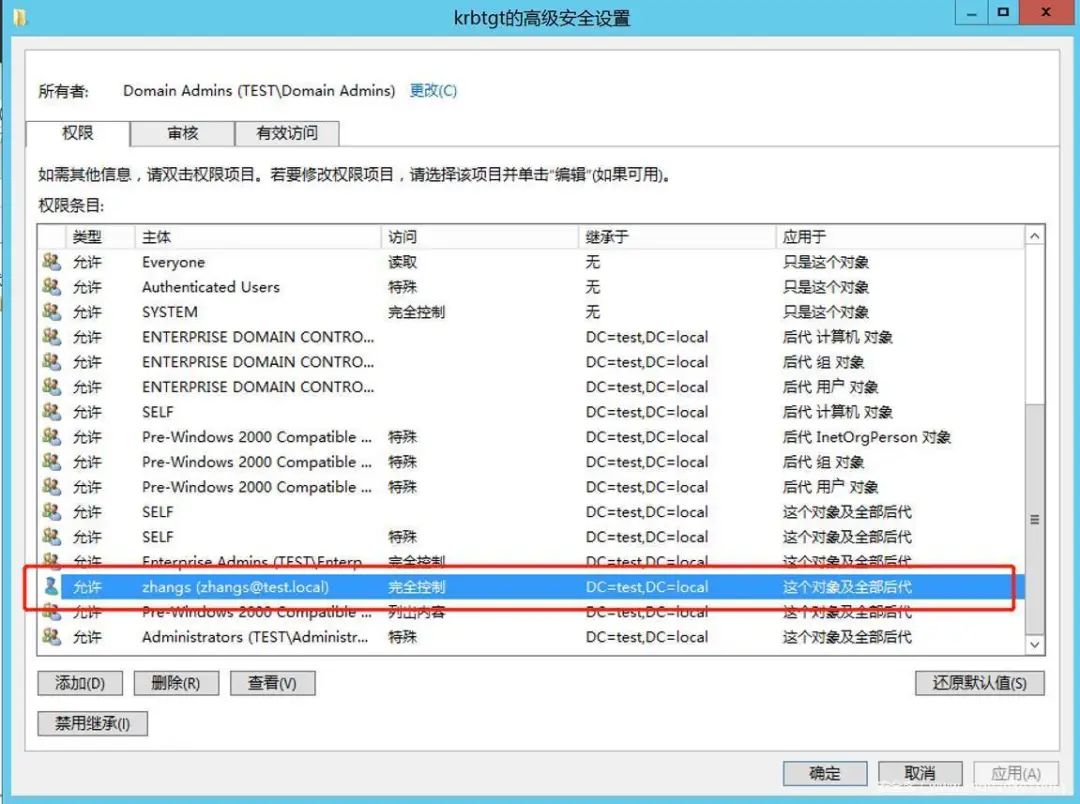 krbtgt的高级安全设置
所有者: Domain Admins (TEST\Domain Admins) 更改(C)
权限 审核 有效访问
如需其他信息，请双击权限项目。若要修改权限项目，请选择该项目并单击“编辑”(如果可用)。
权限条目:
类型 主体 访问 继承于 应用于
允许 Everyone 读取 无 只是这个对象
允许 Authenticated Users 特殊 无 只是这个对象
允许 SYSTEM 完全控制 无 只是这个对象
允许 ENTERPRISE DOMAIN CONTRO... DC=test,DC=local 后代 计算机 对象
允许 ENTERPRISE DOMAIN CONTRO... DC=test,DC=local 后代 组 对象
允许 ENTERPRISE DOMAIN CONTRO... DC=test,DC=local 后代 用户 对象
允许 SELF DC=test,DC=local 后代 计算机 对象
允许 Pre-Windows 2000 Compatible ... 特殊 DC=test,DC=local 后代 InetOrgPerson 对象
允许 Pre-Windows 2000 Compatible ... 特殊 DC=test,DC=local 后代 组 对象
允许 Pre-Windows 2000 Compatible ... 特殊 DC=test,DC=local 后代 用户 对象
允许 SELF DC=test,DC=local 这个对象及全部后代
允许 SELF 特殊 DC=test,DC=local 这个对象及全部后代
允许 Enterprise Admins (TEST\Enterp... 完全控制 DC=test,DC=local 这个对象及全部后代
允许 zhangs (zhangs@test.local) 完全控制 DC=test,DC=local 这个对象及全部后代
允许 Pre-Windows 2000 Compatible ... 列出内容 DC=test,DC=local 这个对象及全部后代
允许 Administrators (TEST\Administr... 特殊 DC=test,DC=local 这个对象及全部后代
添加(D) 删除(R) 查看(V) 还原默认值(S)
禁用继承(I)
确定 取消 应用(A)